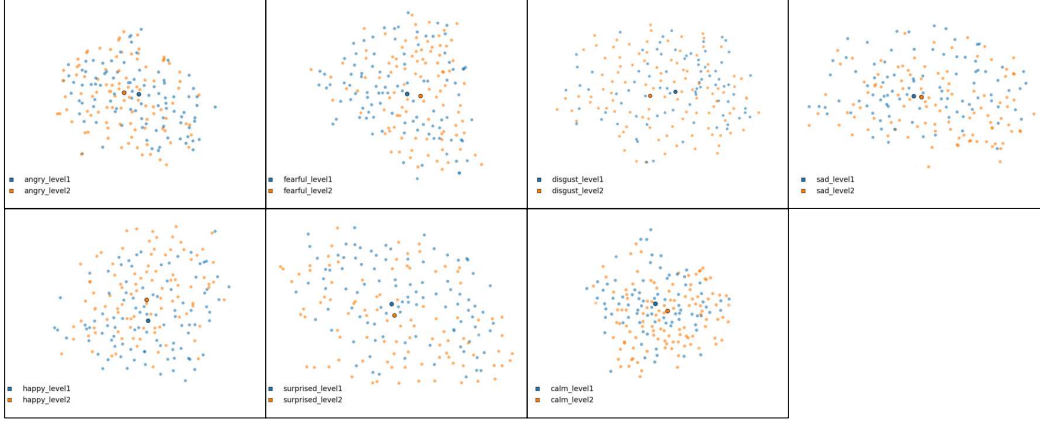 angry_level1
angry_level2
fearful_level1
fearful_level2
disgust_level1
disgust_level2
sad_level1
sad_level2
happy_level1
happy_level2
surprised_level1
surprised_level2
calm_level1
calm_level2